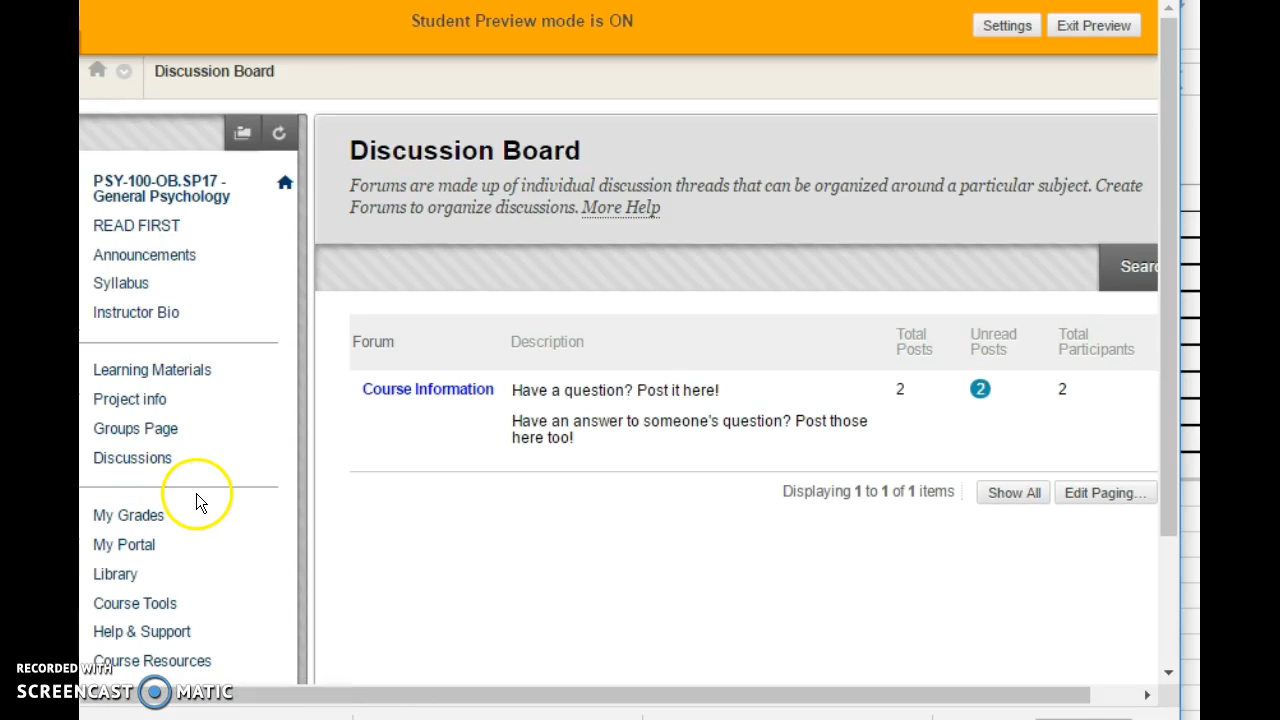 Student Preview mode is ON
Settings
Exit Preview
Discussion Board
PSY-100-OB.SP17 -
General Psychology
READ FIRST
Announcements
Syllabus
Instructor Bio
Learning Materials
Project info
Groups Page
Discussions
My Grades
My Portal
Library
Course Tools
Help & Support
Course Resources
Discussion Board
Forums are made up of individual discussion threads that can be organized around a particular subject. Create
Forums to organize discussions. More Help
Searc
Forum
Description
Total
Posts
Unread
Posts
Total
Participants
Course Information
Have a question? Post it here!
2
2
2
Have an answer to someone's question? Post those
here too!
Displaying 1 to 1 of 1 items
Show All
Edit Paging...
RECORDED WITH
SCREENCAST MATIC